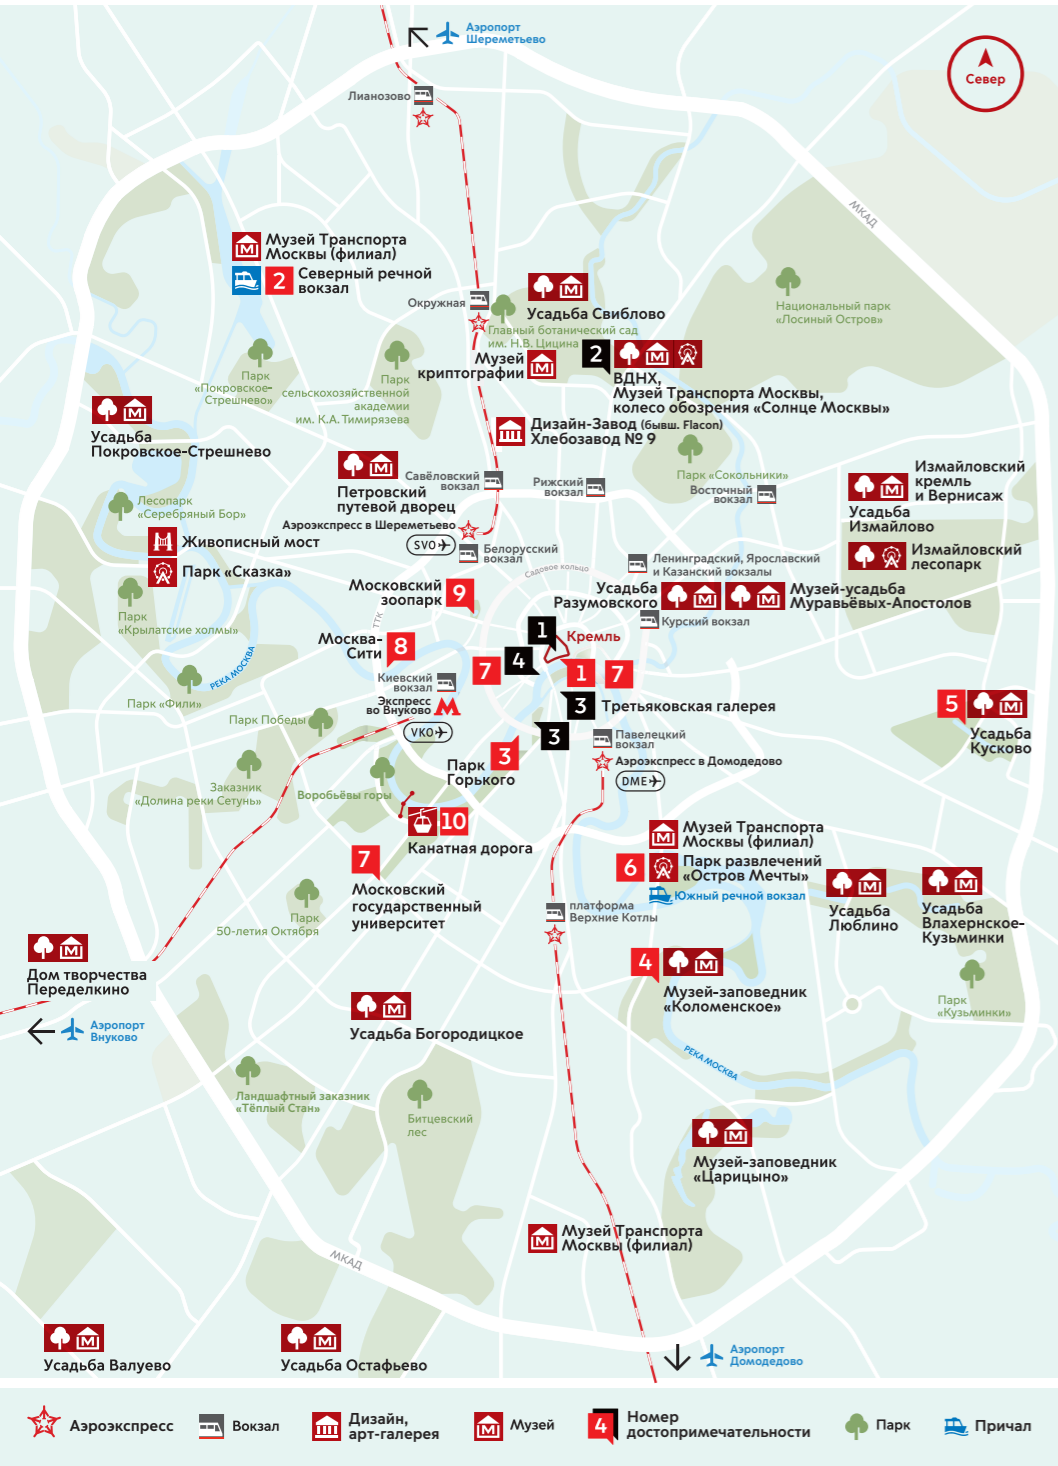 Аэропорт
Шереметьево
Север
Лианозово
МКАД
Музей Транспорта
Москвы (филиал)
2
Северный речной
вокзал
Окружная
Усадьба Свиблово
Национальный парк
«Лосиный Остров»
Главный ботанический сад
им. Н.В. Цицина
Музей
криптографии
2
ВДНХ,
Музей Транспорта Москвы,
колесо обозрения «Солнце Москвы»
Парк
«Покровское-
Стрешнево»
Парк
сельскохозяйственной
академии
им. К.А. Тимирязева
Усадьба
Покровское-Стрешнево
Дизайн-Завод (бывш. Flacon)
Хлебозавод № 9
Парк «Сокольники»
Петровский
путевой дворец
Савёловский
вокзал
Рижский
вокзал
Восточный
вокзал
Измайловский
кремль
и Вернисаж
Усадьба
Измайлово
Лесопарк
«Серебряный Бор»
Аэроэкспресс в Шереметьево
SVO
Белорусский
вокзал
Живописный мост
Парк «Сказка»
Измайловский
лесопарк
Садовое кольцо
Ленинградский, Ярославский
и Казанский вокзалы
Московский
зоопарк
9
Усадьба
Разумовского
Музей-усадьба
Муравьёвых-Апостолов
Курский вокзал
Парк
«Крылатские холмы»
ТТК
1
Кремль
Москва-
Сити
8
4
7
1
7
РЕКА МОСКВА
Киевский
вокзал
Парк «Фили»
Экспресс
во Внуково
VKO
3
Третьяковская галерея
5
Усадьба
Кусково
Парк Победы
3
Павелецкий
вокзал
Аэроэкспресс в Домодедово
DME
Парк
Горького
3
Заказник
«Долина реки Сетунь»
Воробьёвы горы
10
Канатная дорога
Музей Транспорта
Москвы (филиал)
6
Парк развлечений
«Остров Мечты»
Южный речной вокзал
7
Московский
государственный
университет
Усадьба
Люблино
Усадьба
Влахернское-
Кузьминки
платформа
Верхние Котлы
Парк
50-летия Октября
Дом творчества
Переделкино
4
Музей-заповедник
«Коломенское»
Парк
«Кузьминки»
Аэропорт
Внуково
Усадьба Богородицкое
РЕКА МОСКВА
Ландшафтный заказник
«Тёплый Стан»
Битцевский
лес
Музей-заповедник
«Царицыно»
Музей Транспорта
Москвы (филиал)
МКАД
Усадьба Валуево
Усадьба Остафьево
Аэропорт
Домодедово
Аэроэкспресс
Вокзал
Дизайн,
арт-галерея
Музей
4
Номер
достопримечательности
Парк
Причал